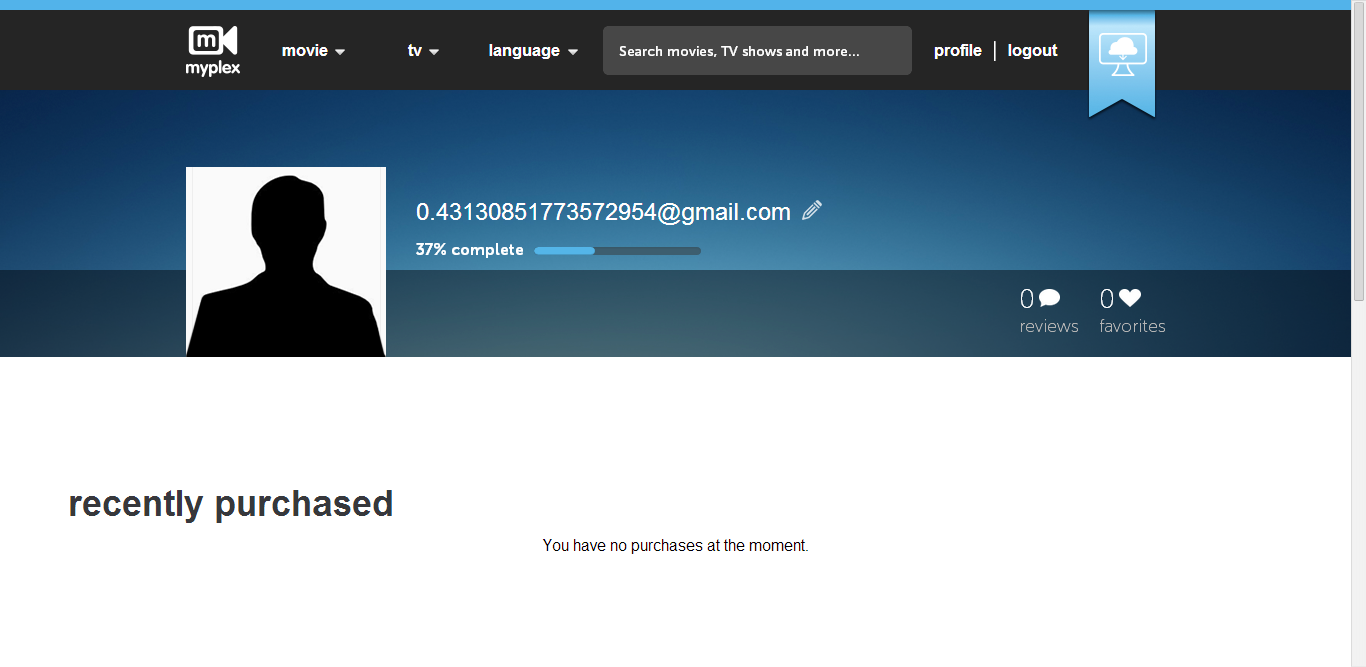 m
myplex
movie
tv
language
Search movies, TV shows and more...
profile | logout
0.43130851773572954@gmail.com
37% complete
0
reviews
0
favorites
recently purchased
You have no purchases at the moment.